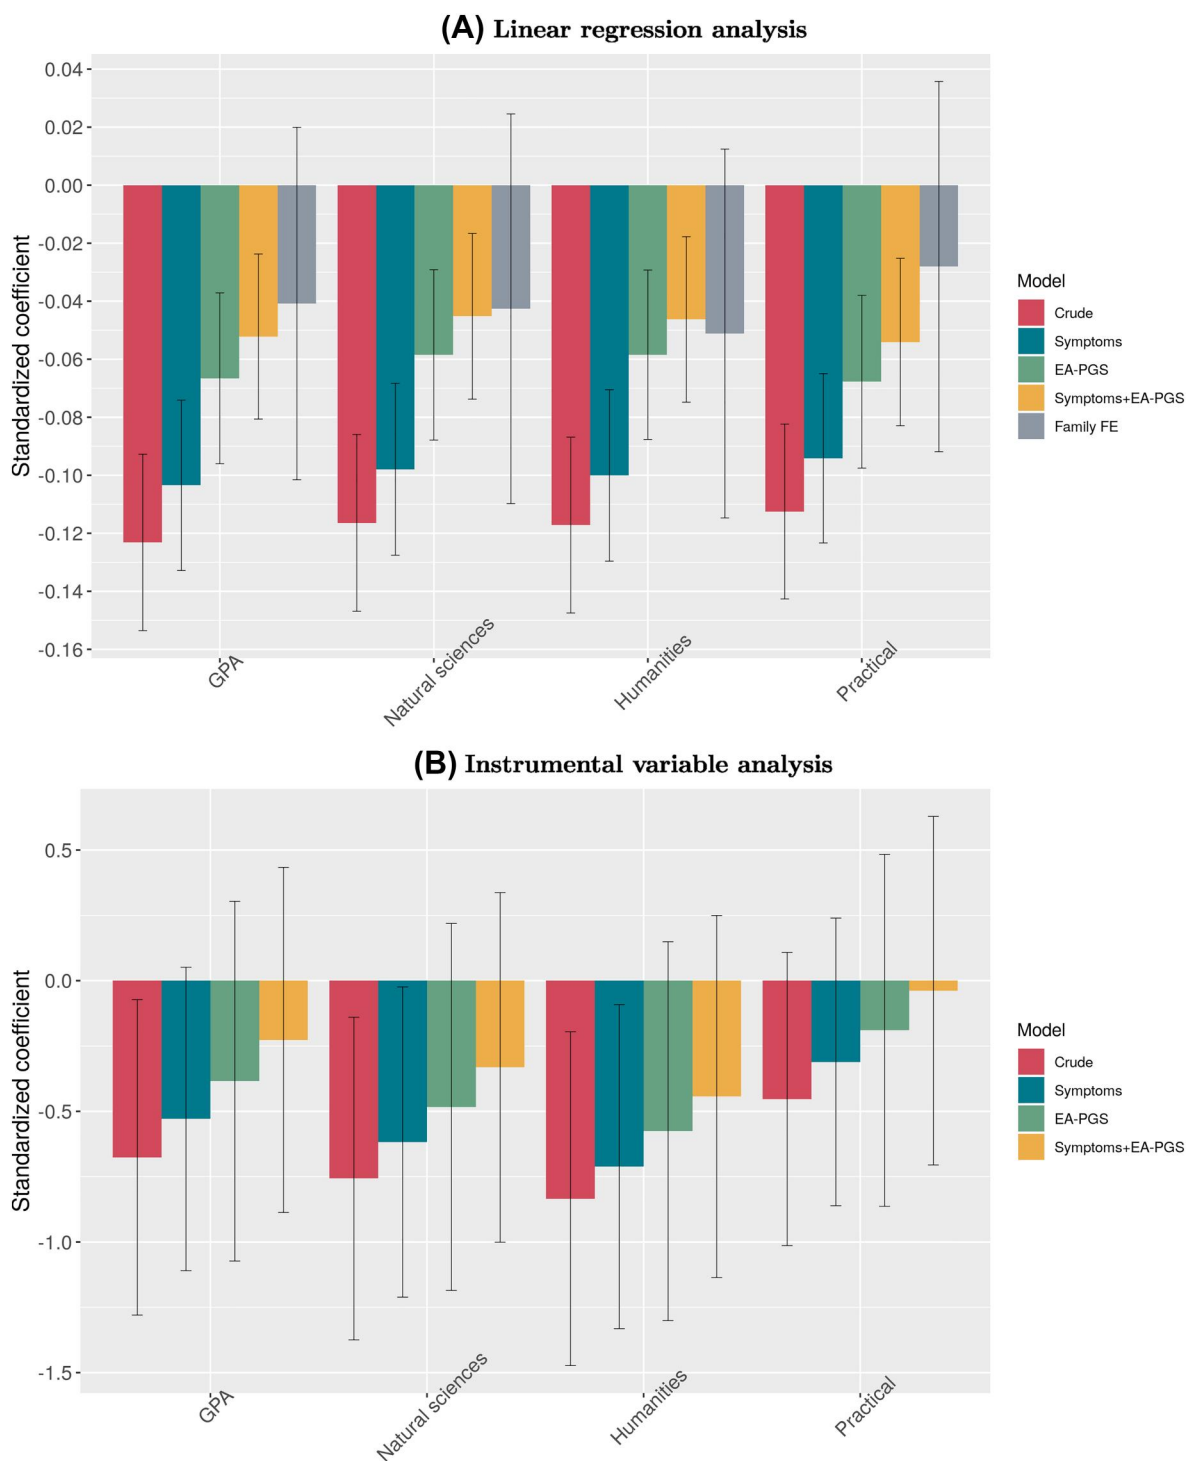 (A) Linear regression analysis
Standardized coefficient
0.04
0.02
0.00
-0.02
-0.04
-0.06
-0.08
-0.10
-0.12
-0.14
-0.16
GPA
Natural sciences
Humanities
Practical
Model
Crude
Symptoms
EA-PGS
Symptoms+EA-PGS
Family FE
(B) Instrumental variable analysis
Standardized coefficient
0.5
0.0
-0.5
-1.0
-1.5
GPA
Natural sciences
Humanities
Practical
Model
Crude
Symptoms
EA-PGS
Symptoms+EA-PGS